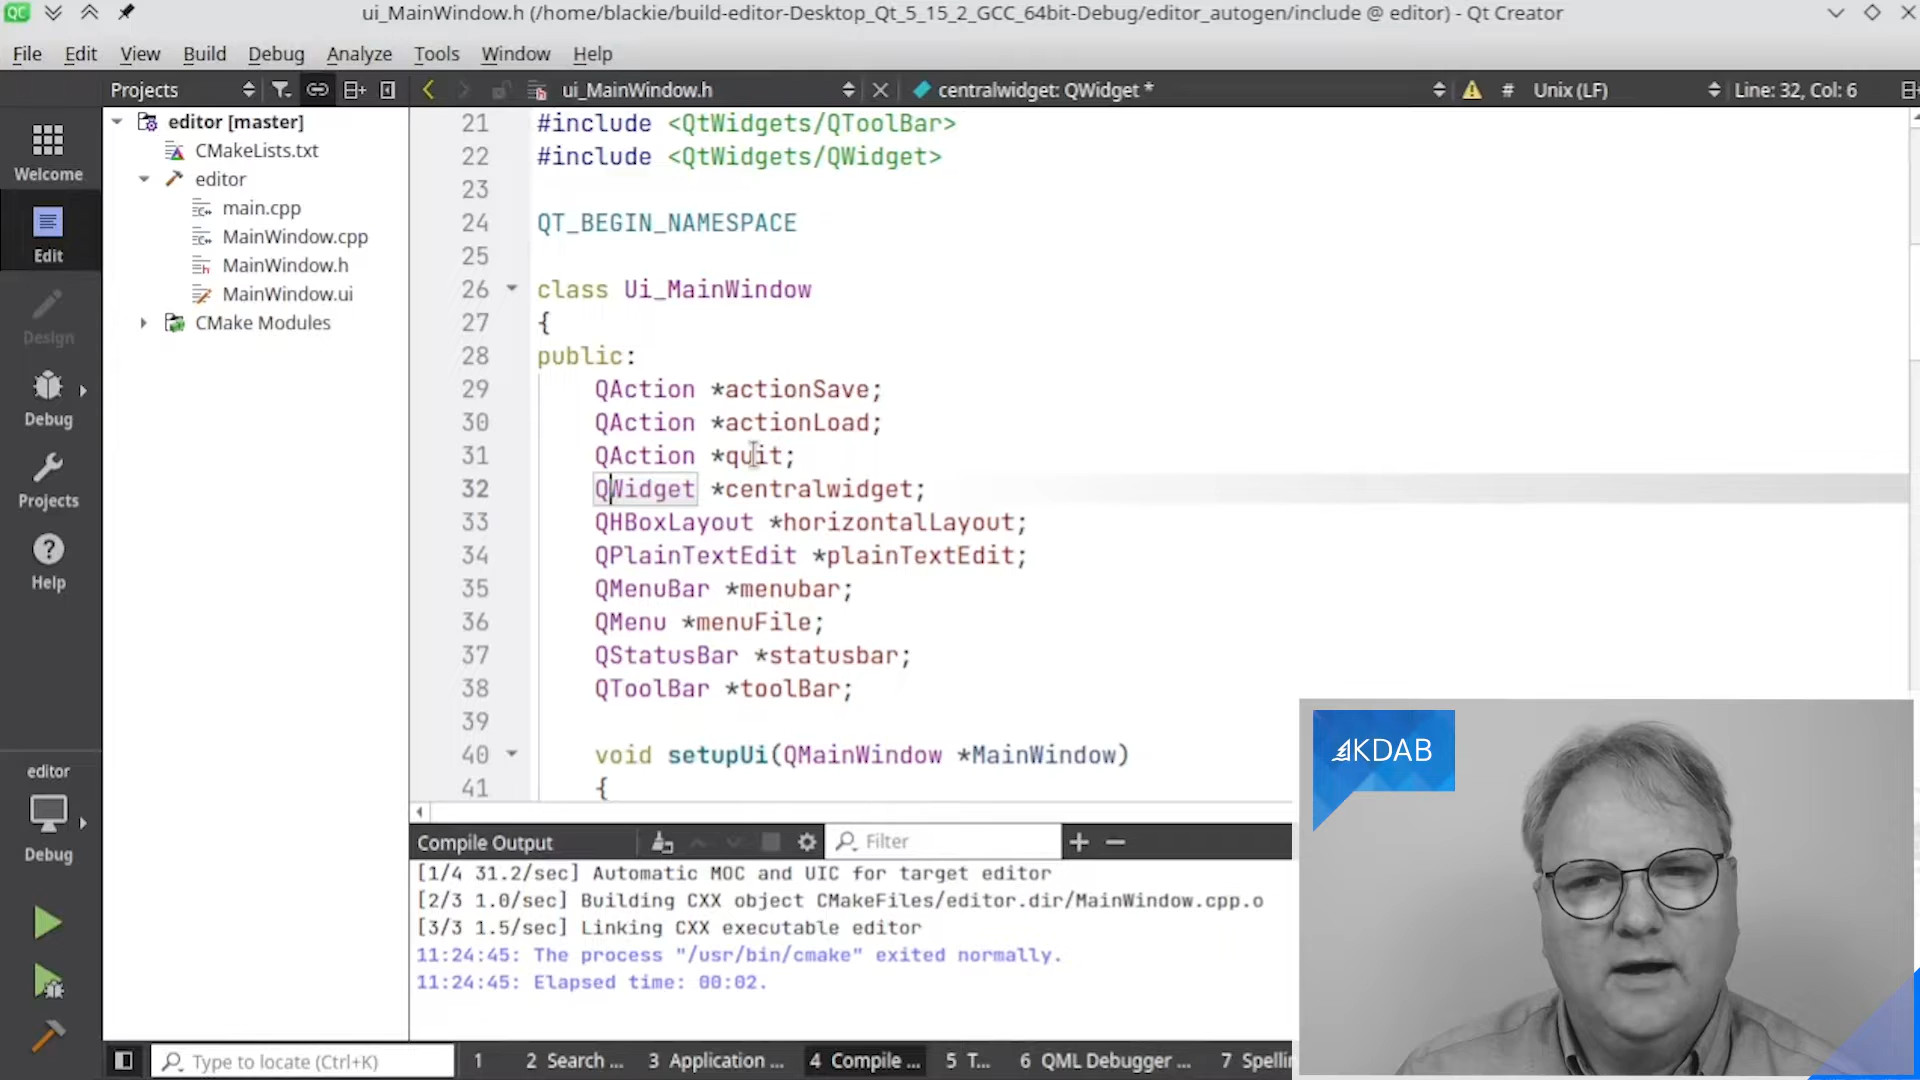 ui_MainWindow.h (/home/blackie/build-editor-Desktop_Qt_5_15_2_GCC_64bit-Debug/editor_autogen/include @ editor) - Qt Creator
File Edit View Build Debug Analyze Tools Window Help
Projects ui_MainWindow.h centralwidget: QWidget * # Unix (LF) Line: 32, Col: 6
editor [master]
CMakeLists.txt
editor
main.cpp
MainWindow.cpp
MainWindow.h
MainWindow.ui
CMake Modules
Welcome
Edit
Design
Debug
Projects
Help
editor
Debug
21 #include <QtWidgets/QToolBar>
22 #include <QtWidgets/QWidget>
23
24 QT_BEGIN_NAMESPACE
25
26 class Ui_MainWindow
27 {
28 public:
29 QAction *actionSave;
30 QAction *actionLoad;
31 QAction *quit;
32 QWidget *centralwidget;
33 QHBoxLayout *horizontalLayout;
34 QPlainTextEdit *plainTextEdit;
35 QMenuBar *menubar;
36 QMenu *menuFile;
37 QStatusBar *statusbar;
38 QToolBar *toolBar;
39
40 void setupUi(QMainWindow *MainWindow)
41 {
Compile Output Filter
[1/4 31.2/sec] Automatic MOC and UIC for target editor
[2/3 1.0/sec] Building CXX object CMakeFiles/editor.dir/MainWindow.cpp.o
[3/3 1.5/sec] Linking CXX executable editor
11:24:45: The process "/usr/bin/cmake" exited normally.
11:24:45: Elapsed time: 00:02.
Type to locate (Ctrl+K) 1 2 Search ... 3 Application ... 4 Compile ... 5 T... 6 QML Debugger ... 7 Spelli
KDAB